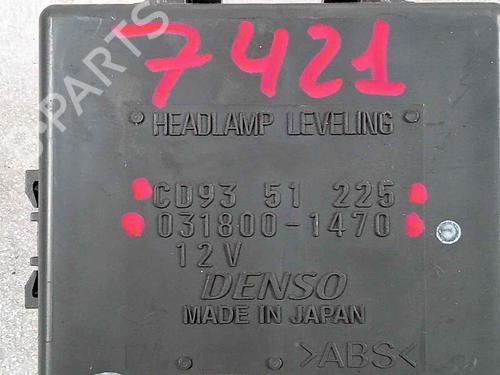 7421
HEADLAMP LEVELING
CD93 51 225
031800-1470
12V
DENSO
MADE IN JAPAN
>ABS<
PARTS